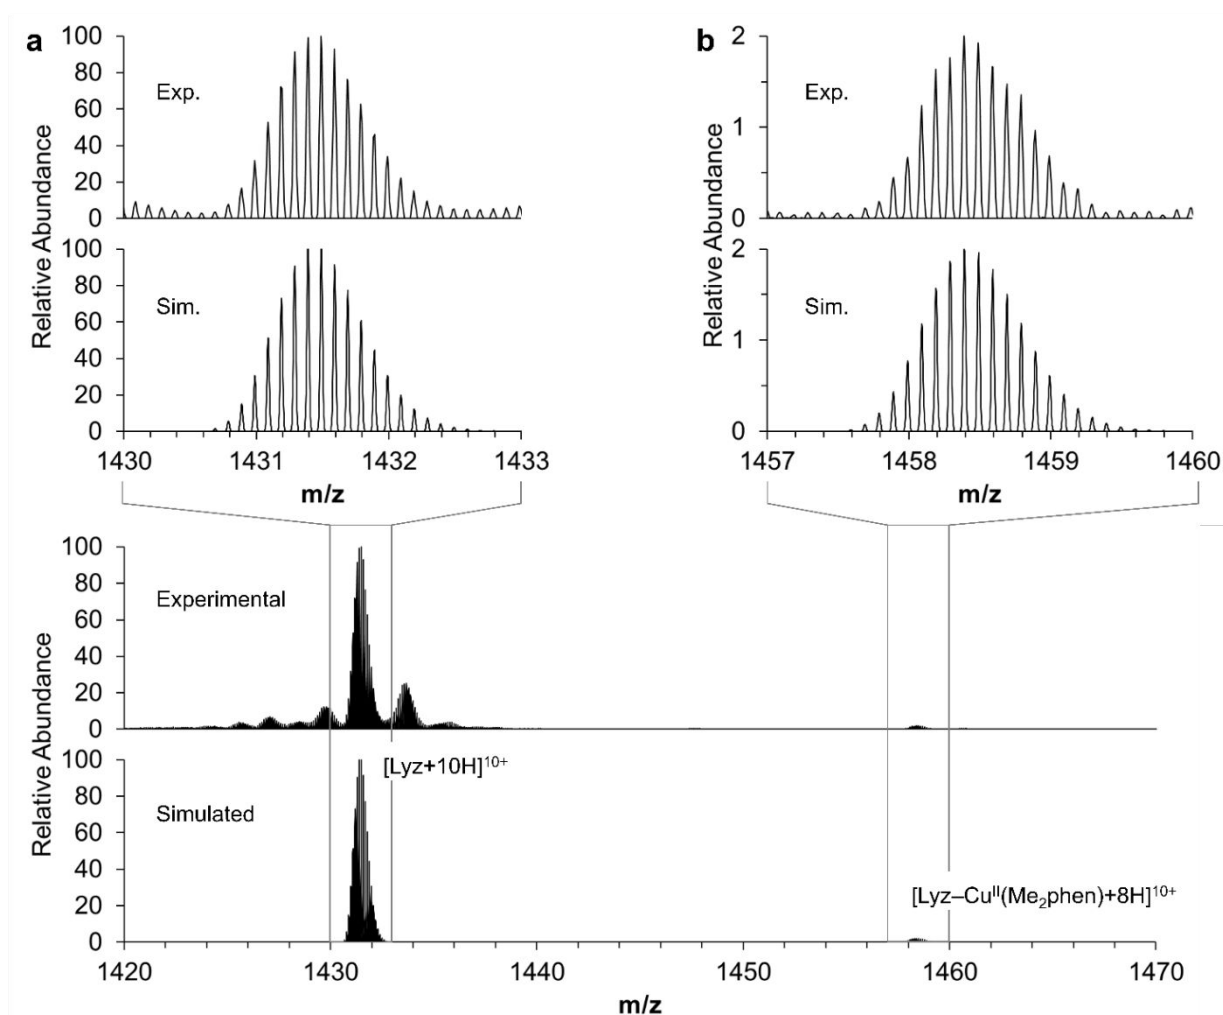 a
100
80
60
40
20
0
Exp.
100
80
60
40
20
0
Sim.
Relative Abundance
1430 1431 1432 1433
m/z
b
2
1
0
Exp.
2
1
0
Sim.
Relative Abundance
1457 1458 1459 1460
m/z
100
80
60
40
20
0
Experimental
Relative Abundance
[Lyz+10H]¹⁰⁺
100
80
60
40
20
0
Simulated
Relative Abundance
[Lyz–Cuᴵᴵ(Me₂phen)+8H]¹⁰⁺
1420 1430 1440 1450 1460 1470
m/z